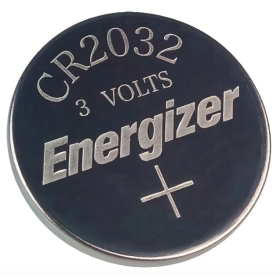 CR2032
3 VOLTS
Energizer
+